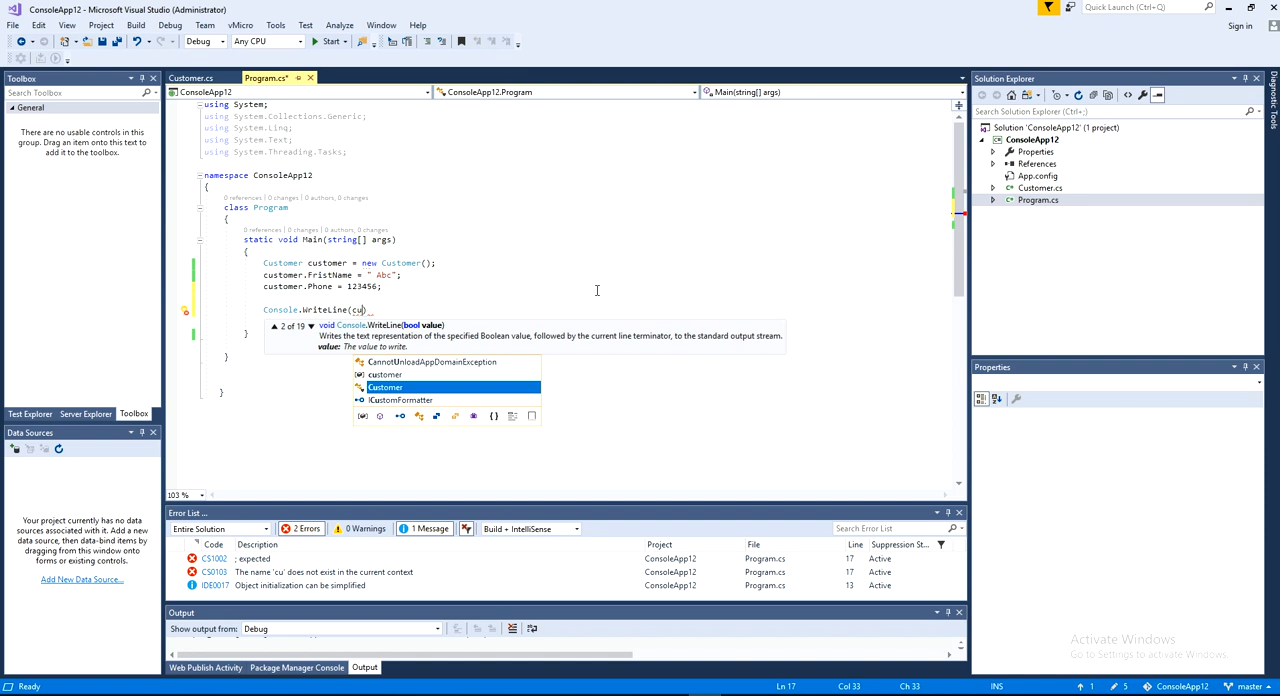 ConsoleApp12 - Microsoft Visual Studio (Administrator)
Quick Launch (Ctrl+Q)
File Edit View Project Build Debug Team vMicro Tools Test Analyze Window Help
Sign in
Debug Any CPU Start
Toolbox
Search Toolbox
General
There are no usable controls in this
group. Drag an item onto this text to
add it to the toolbox.
Test Explorer Server Explorer Toolbox
Data Sources
Your project currently has no data
sources associated with it. Add a new
data source, then data-bind items by
dragging from this window onto
forms or existing controls.
Add New Data Source...
Customer.cs Program.cs*
ConsoleApp12 ConsoleApp12.Program Main(string[] args)
using System;
using System.Collections.Generic;
using System.Linq;
using System.Text;
using System.Threading.Tasks;
namespace ConsoleApp12
{
0 references | 0 changes | 0 authors, 0 changes
class Program
{
0 references | 0 changes | 0 authors, 0 changes
static void Main(string[] args)
{
Customer customer = new Customer();
customer.FristName = " Abc";
customer.Phone = 123456;
Console.WriteLine(cu)
2 of 19 void Console.WriteLine(bool value)
Writes the text representation of the specified Boolean value, followed by the current line terminator, to the standard output stream.
value: The value to write.
}
}
}
CannotUnloadAppDomainException
customer
Customer
ICustomFormatter
103 %
Error List ...
Entire Solution 2 Errors 0 Warnings 1 Message Build + IntelliSense Search Error List
Code Description Project File Line Suppression St...
CS1002 ; expected ConsoleApp12 Program.cs 17 Active
CS0103 The name 'cu' does not exist in the current context ConsoleApp12 Program.cs 17 Active
IDE0017 Object initialization can be simplified ConsoleApp12 Program.cs 13 Active
Output
Show output from: Debug
Web Publish Activity Package Manager Console Output
Solution Explorer
Search Solution Explorer (Ctrl+;)
Solution 'ConsoleApp12' (1 project)
ConsoleApp12
Properties
References
App.config
Customer.cs
Program.cs
Properties
Diagnostic Tools
Activate Windows
Go to Settings to activate Windows.
Ready Ln 17 Col 33 Ch 33 INS 1 5 ConsoleApp12 master